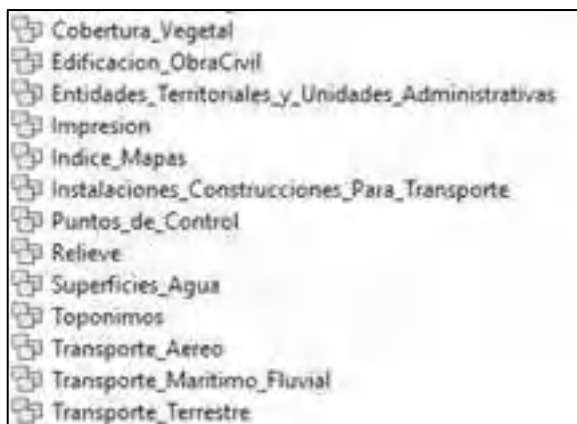 Cobertura_Vegetal
Edificacion_ObraCivil
Entidades_Territoriales_y_Unidades_Administrativas
Impresion
Indice_Mapas
Instalaciones_Construcciones_Para_Transporte
Puntos_de_Control
Relieve
Superficies_Agua
Toponimos
Transporte_Aereo
Transporte_Maritimo_Fluvial
Transporte_Terrestre